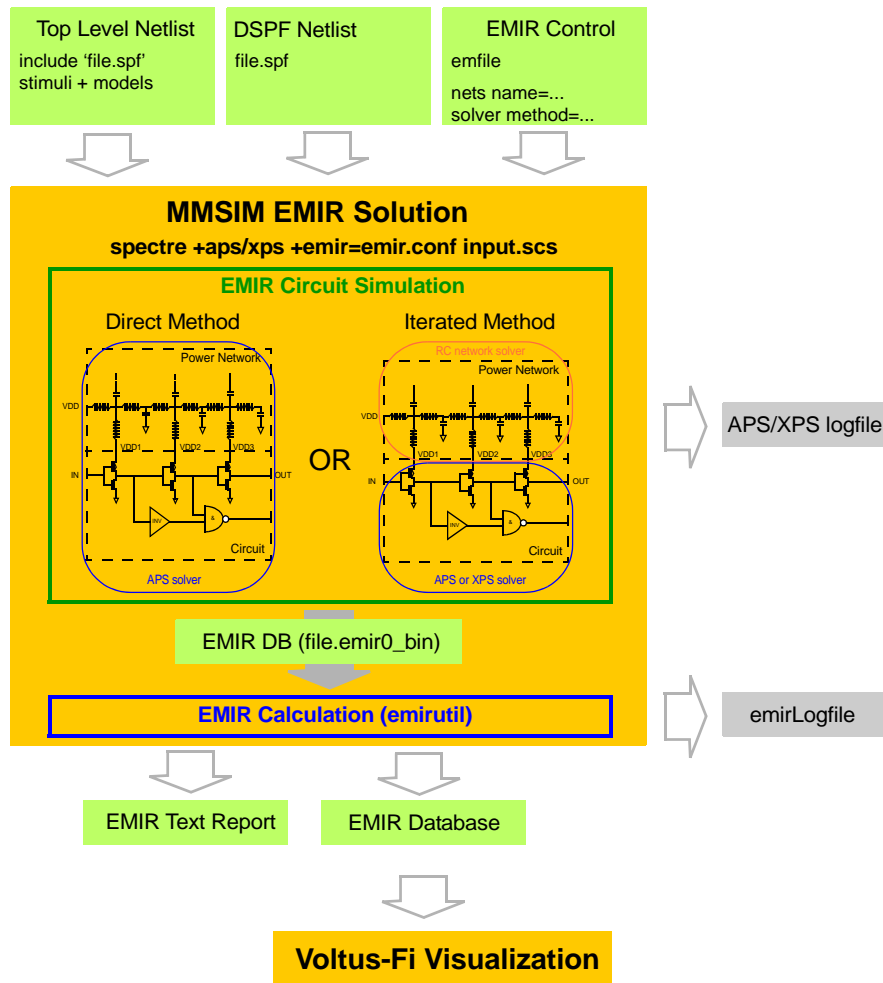 Top Level Netlist
include ‘file.spf’
stimuli + models
DSPF Netlist
file.spf
EMIR Control
emfile
nets name=...
solver method=...
MMSIM EMIR Solution
spectre +aps/xps +emir=emir.conf input.scs
EMIR Circuit Simulation
Direct Method
Power Network
VDD
VDD1
VDD2
VDD3
IN
OUT
INV
&
Circuit
APS solver
OR
Iterated Method
RC network solver
Power Network
VDD
VDD1
VDD2
VDD3
IN
OUT
INV
&
Circuit
APS or XPS solver
APS/XPS logfile
EMIR DB (file.emir0_bin)
EMIR Calculation (emirutil)
emirLogfile
EMIR Text Report
EMIR Database
Voltus-Fi Visualization